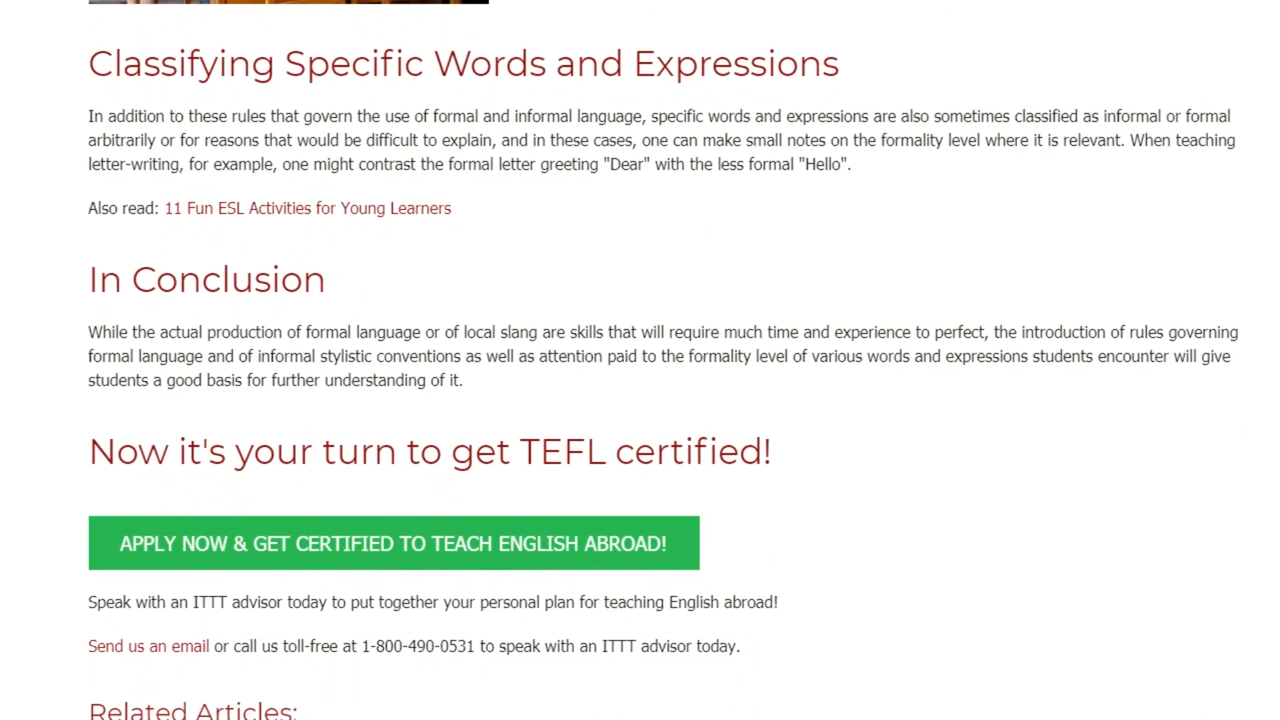 Classifying Specific Words and Expressions
In addition to these rules that govern the use of formal and informal language, specific words and expressions are also sometimes classified as informal or formal
arbitrarily or for reasons that would be difficult to explain, and in these cases, one can make small notes on the formality level where it is relevant. When teaching
letter-writing, for example, one might contrast the formal letter greeting "Dear" with the less formal "Hello".
Also read: 11 Fun ESL Activities for Young Learners
In Conclusion
While the actual production of formal language or of local slang are skills that will require much time and experience to perfect, the introduction of rules governing
formal language and of informal stylistic conventions as well as attention paid to the formality level of various words and expressions students encounter will give
students a good basis for further understanding of it.
Now it's your turn to get TEFL certified!
APPLY NOW & GET CERTIFIED TO TEACH ENGLISH ABROAD!
Speak with an ITTT advisor today to put together your personal plan for teaching English abroad!
Send us an email or call us toll-free at 1-800-490-0531 to speak with an ITTT advisor today.
Related Articles: